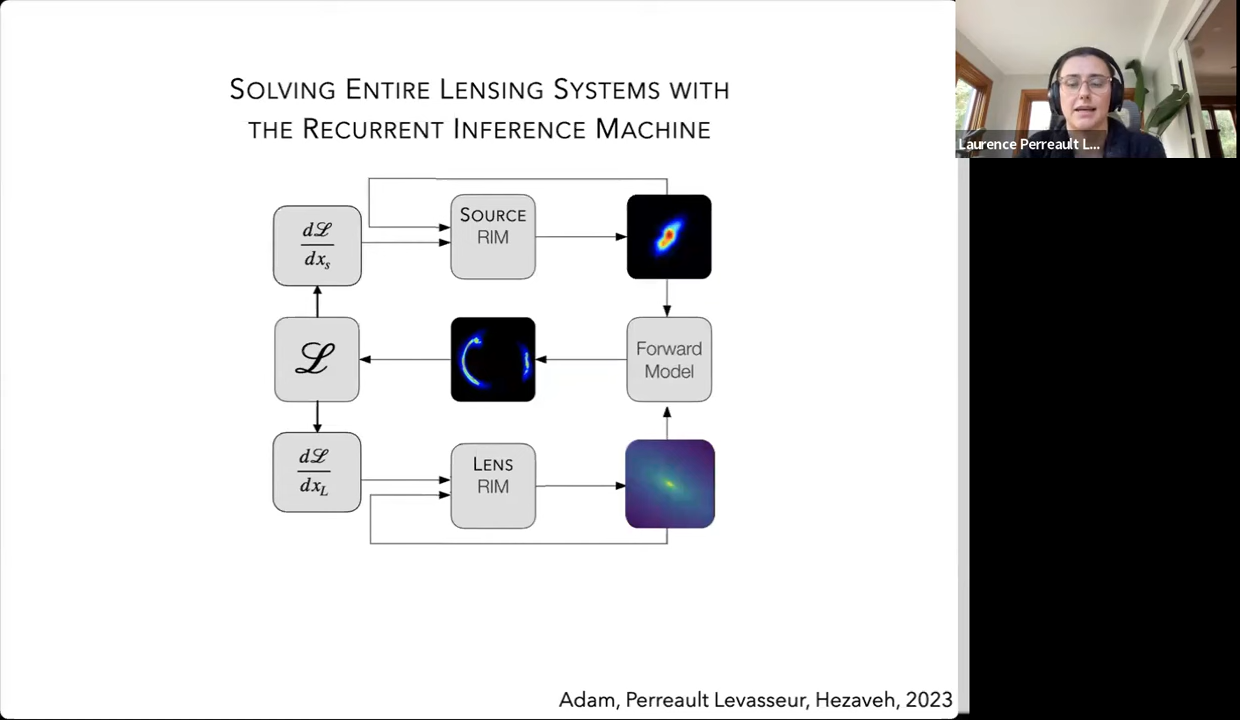 SOLVING ENTIRE LENSING SYSTEMS WITH
THE RECURRENT INFERENCE MACHINE
Laurence Perreault L...
dℒ
dxₛ
SOURCE
RIM
ℒ
Forward
Model
dℒ
dx_L
LENS
RIM
Adam, Perreault Levasseur, Hezaveh, 2023